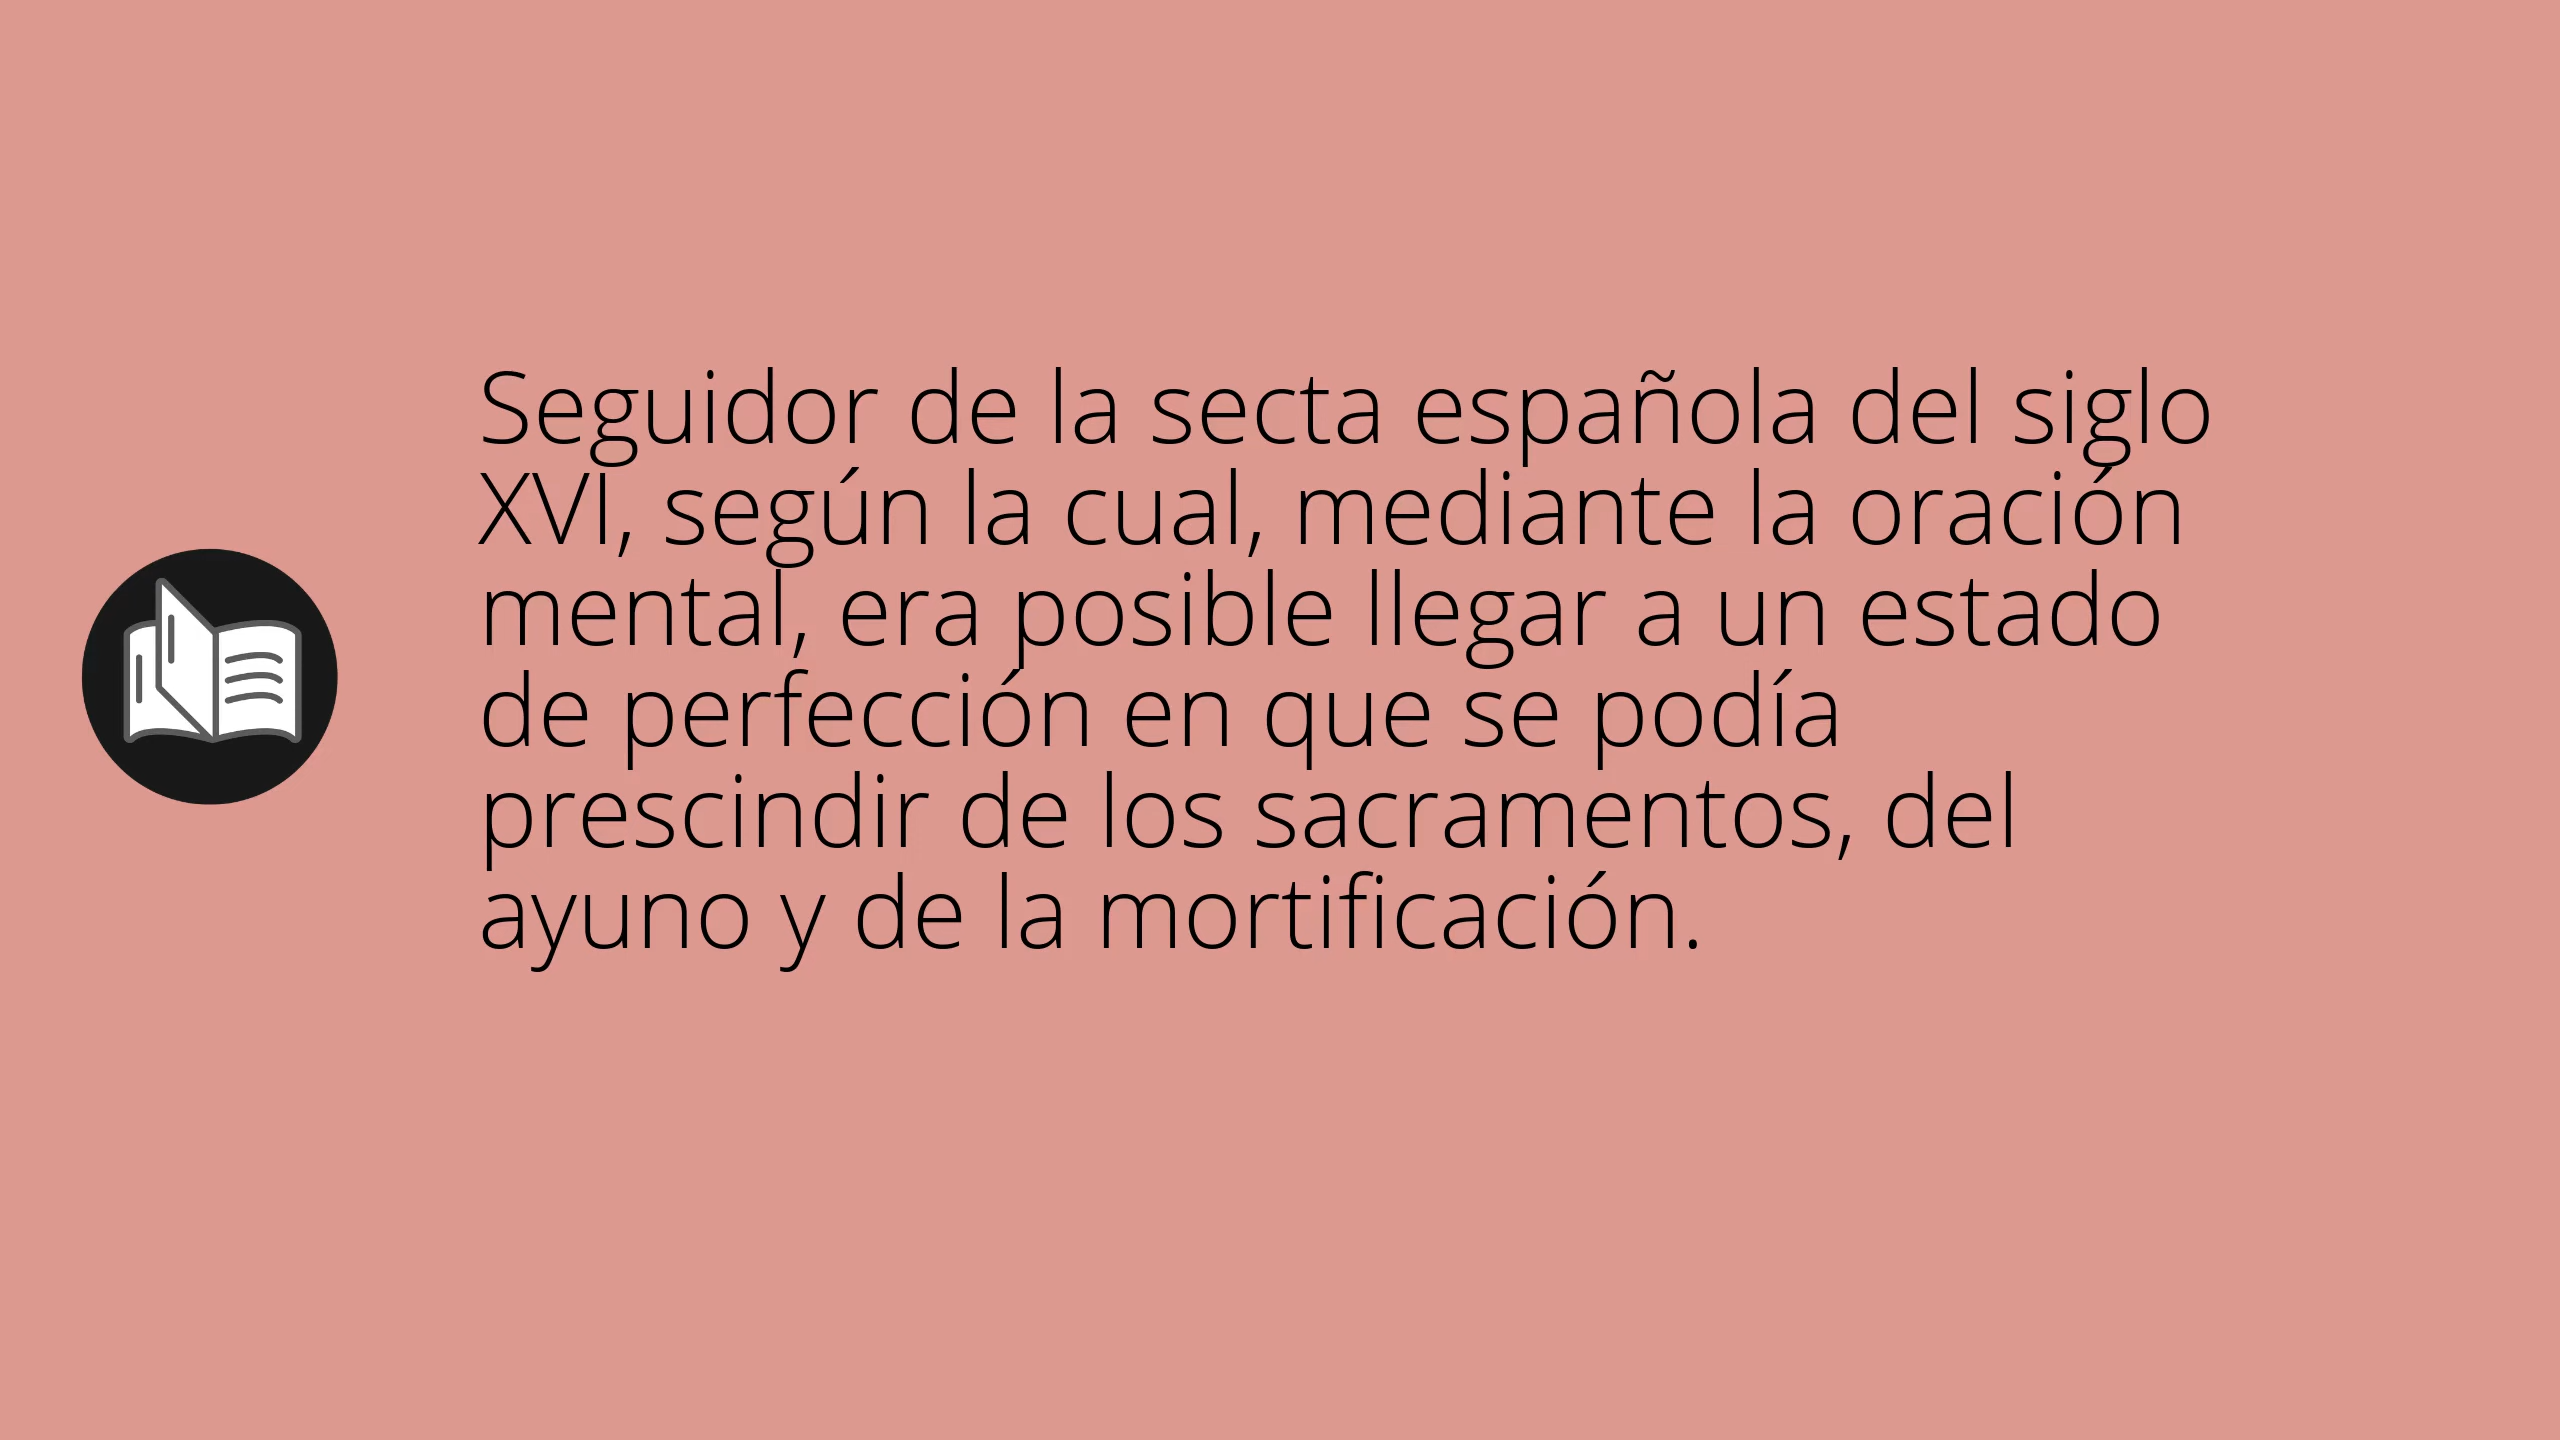 Seguidor de la secta española del siglo
XVI, según la cual, mediante la oración
mental, era posible llegar a un estado
de perfección en que se podía
prescindir de los sacramentos, del
ayuno y de la mortificación.